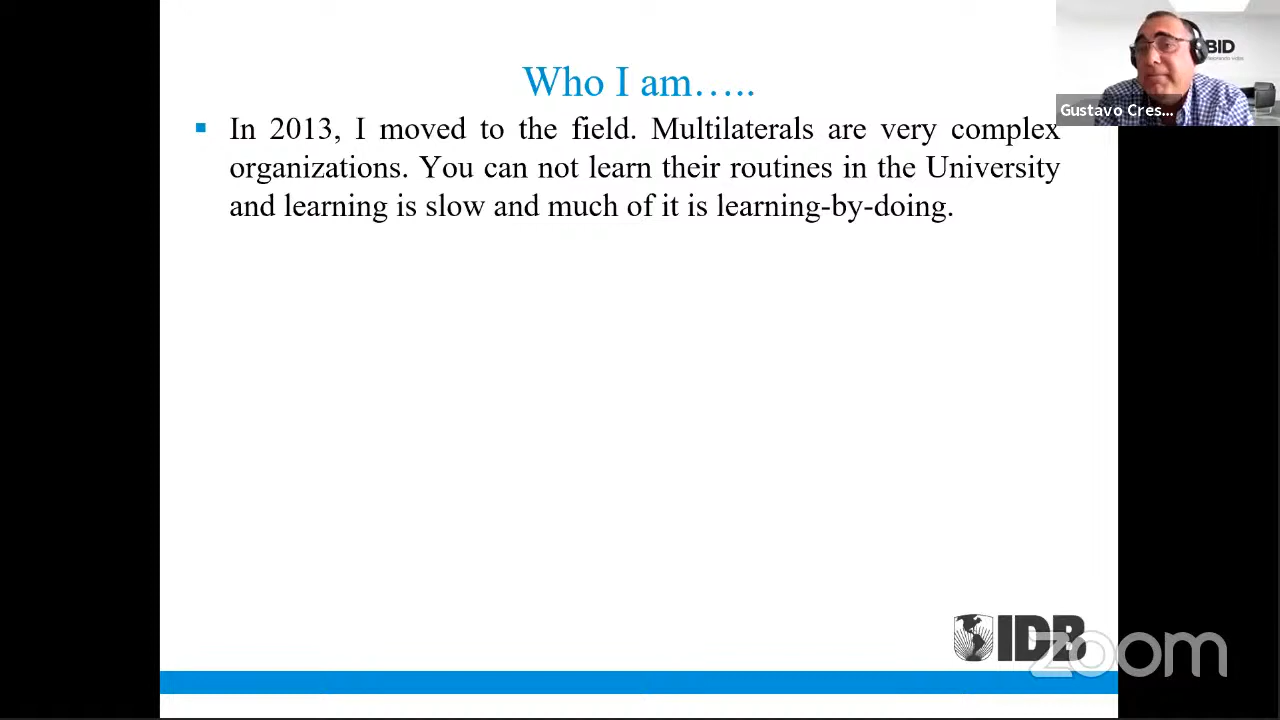 Who I am…..
In 2013, I moved to the field. Multilaterals are very complex
organizations. You can not learn their routines in the University
and learning is slow and much of it is learning-by-doing.
BID
Gustavo Cres...
IDB
zoom